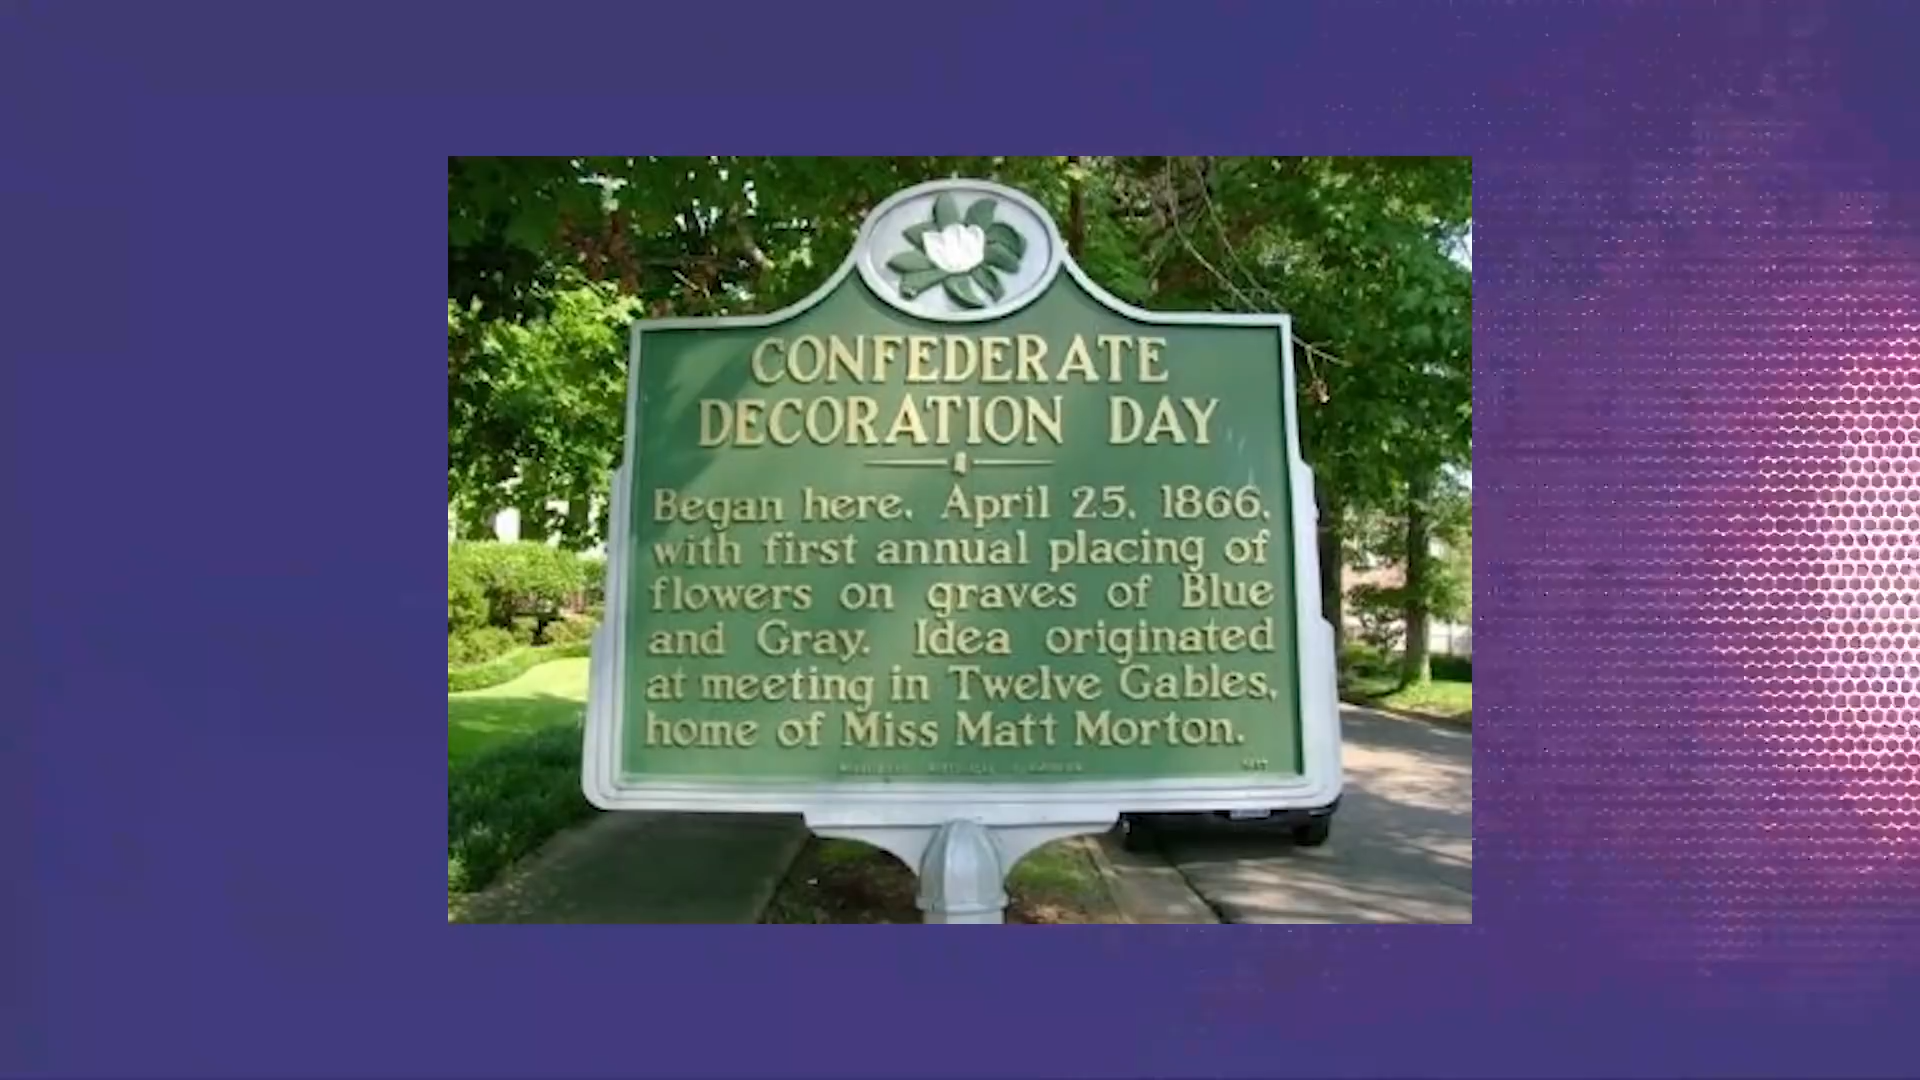 CONFEDERATE
DECORATION DAY
Began here, April 25, 1866,
with first annual placing of
flowers on graves of Blue
and Gray. Idea originated
at meeting in Twelve Gables,
home of Miss Matt Morton.